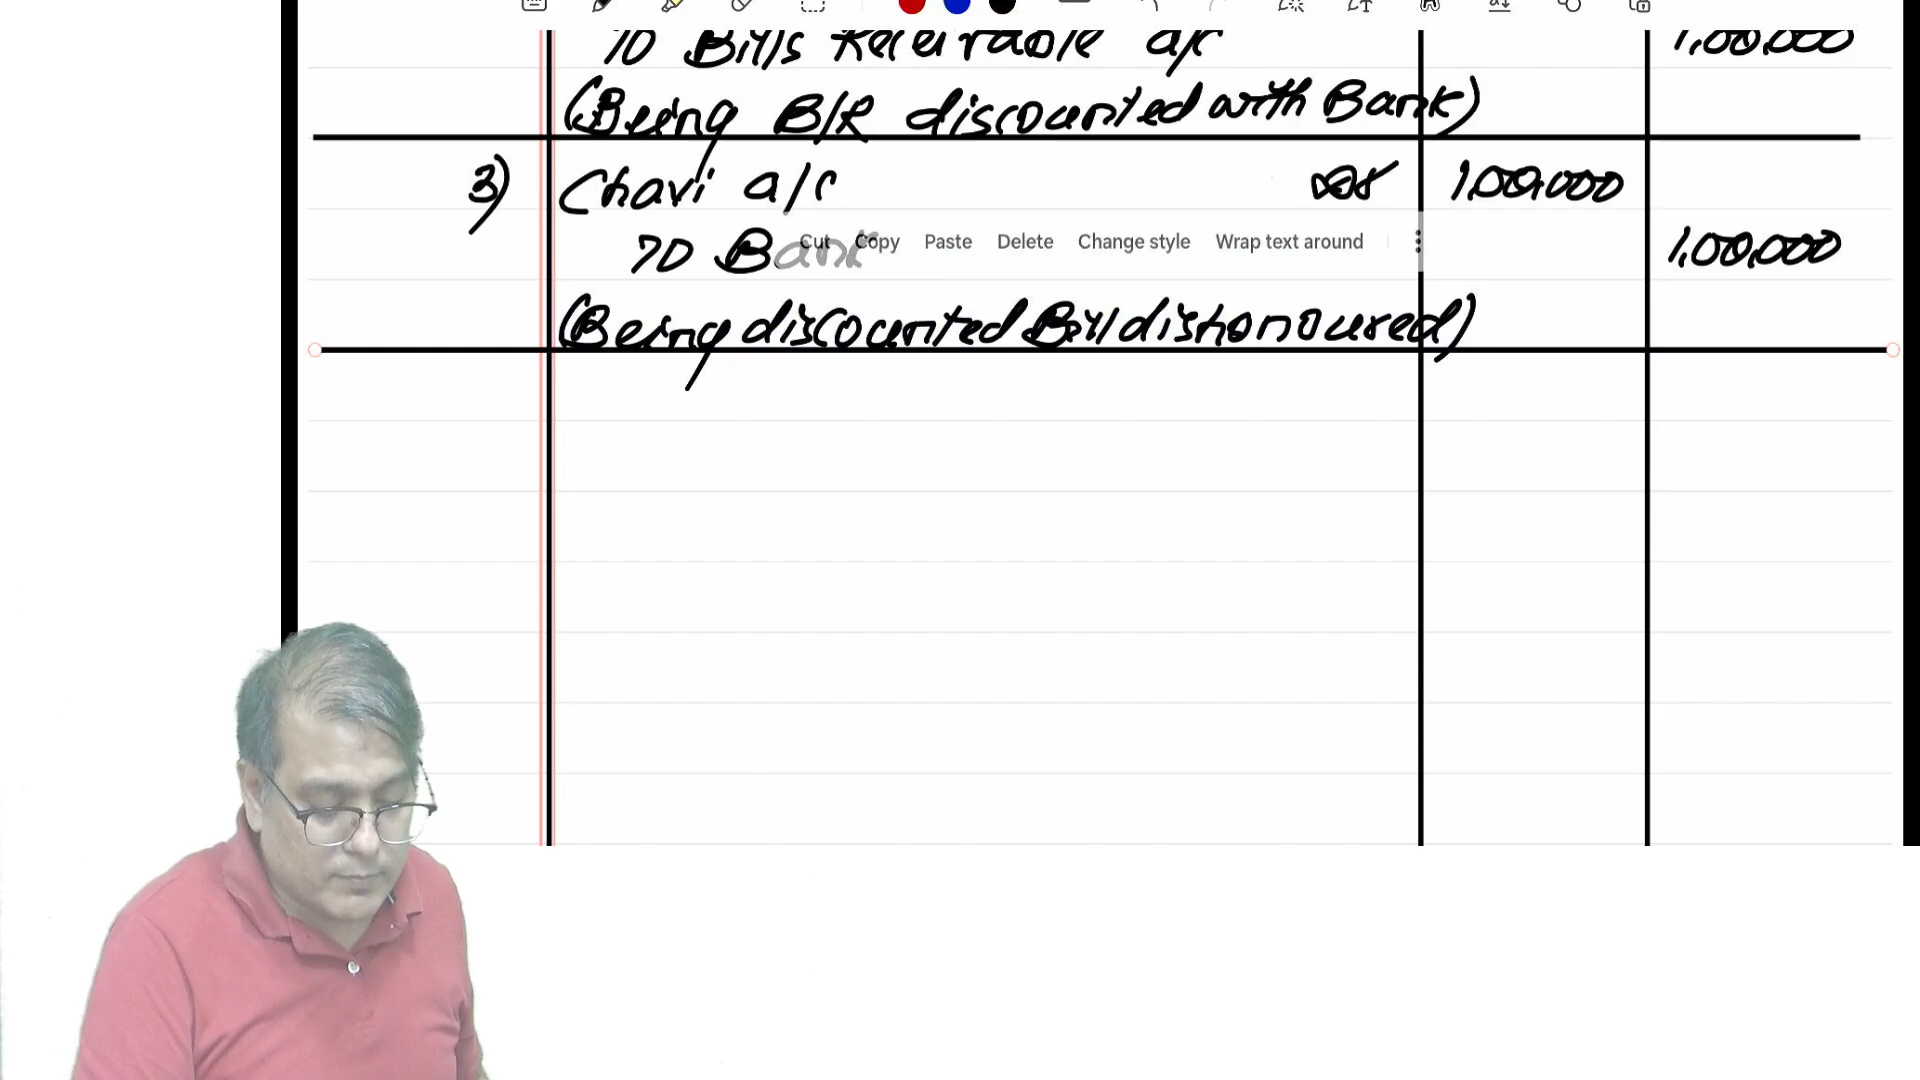 To Bills Receivable a/c 1,00,000
(Being B/R discounted with Bank)
3) Chavi a/c Dr 1,00,000
To Bank 1,00,000
Cut Copy Paste Delete Change style Wrap text around
(Being discounted Bill dishonoured)